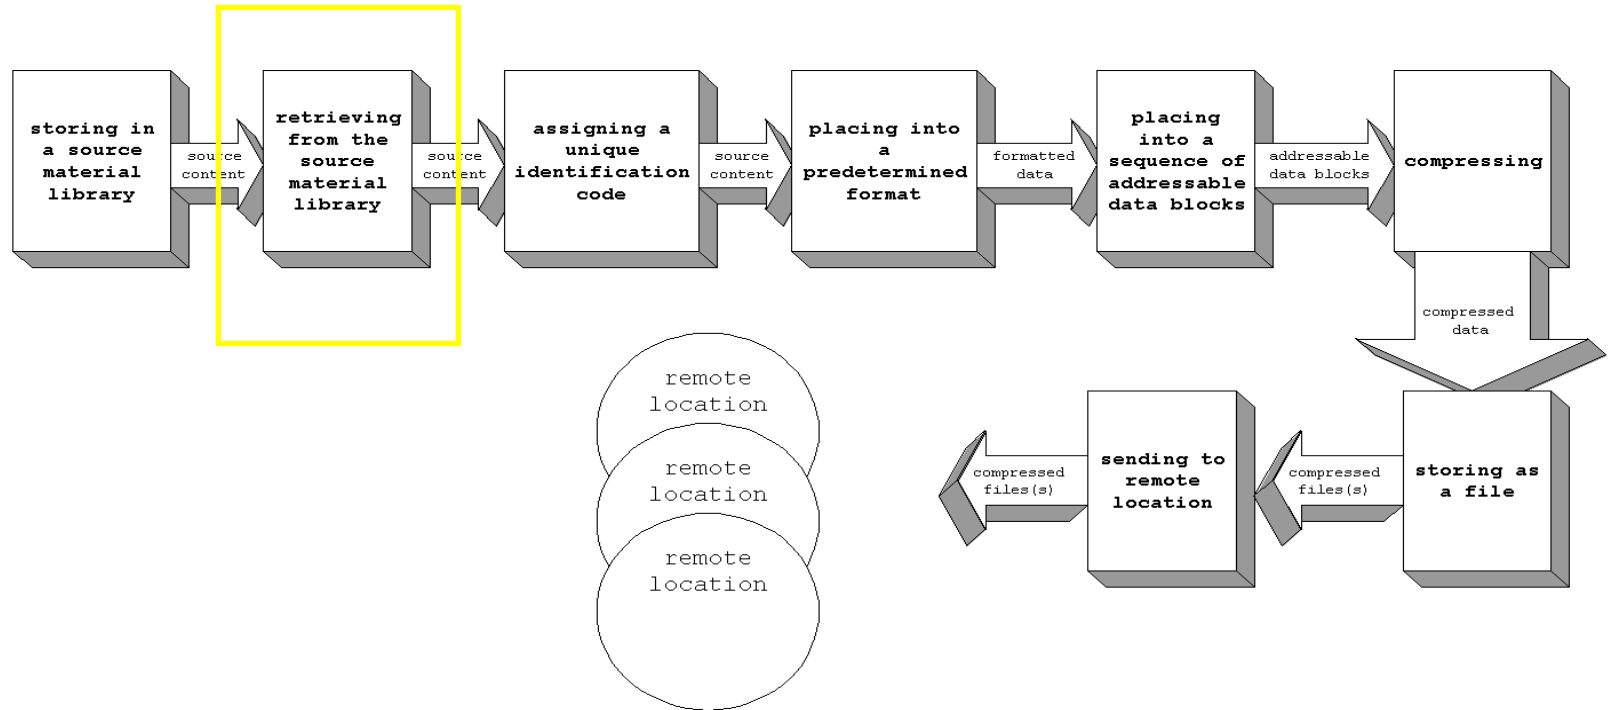 storing in
a source
material
library
source
content
retrieving
from the
source
material
library
source
content
assigning a
unique
identification
code
source
content
placing into
a
predetermined
format
formatted
data
placing
into a
sequence of
addressable
data blocks
addressable
data blocks
compressing
compressed
data
storing as
a file
compressed
files(s)
sending to
remote
location
compressed
files(s)
remote
location
remote
location
remote
location